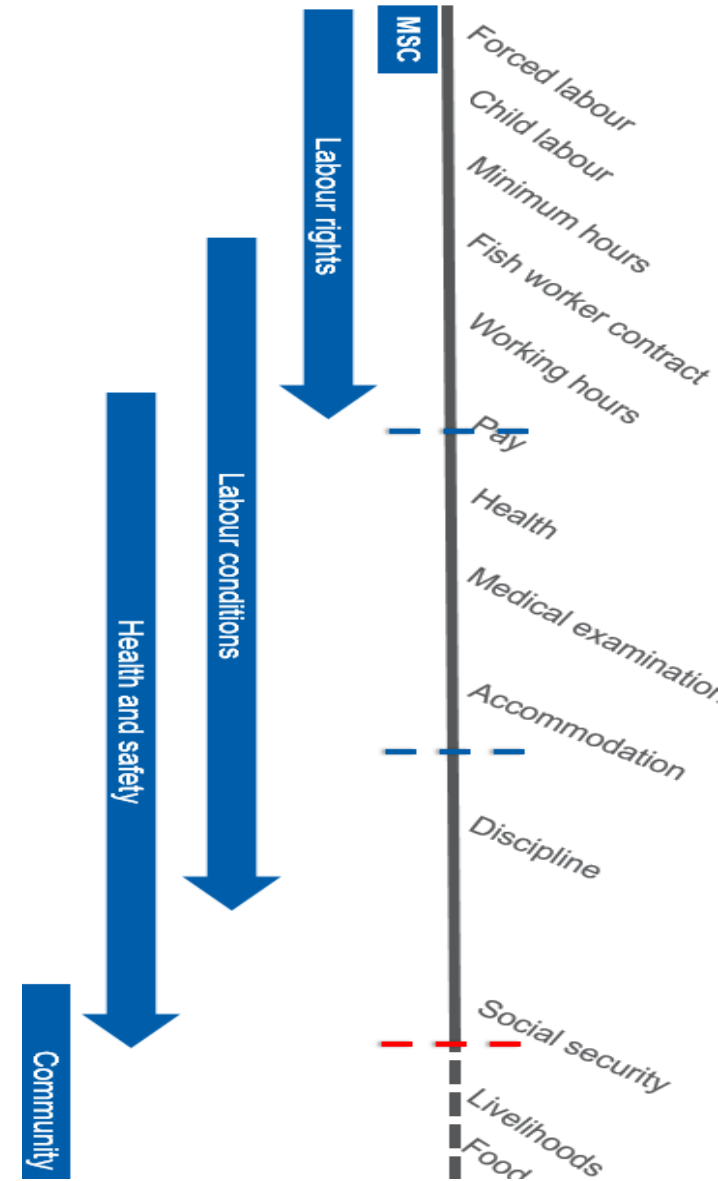 MSC
Forced labour
Child labour
Minimum hours
Fish worker contract
Working hours
Pay
Health
Medical examination
Accommodation
Discipline
Social security
Livelihoods
Food
Labour rights
Labour conditions
Health and safety
Community